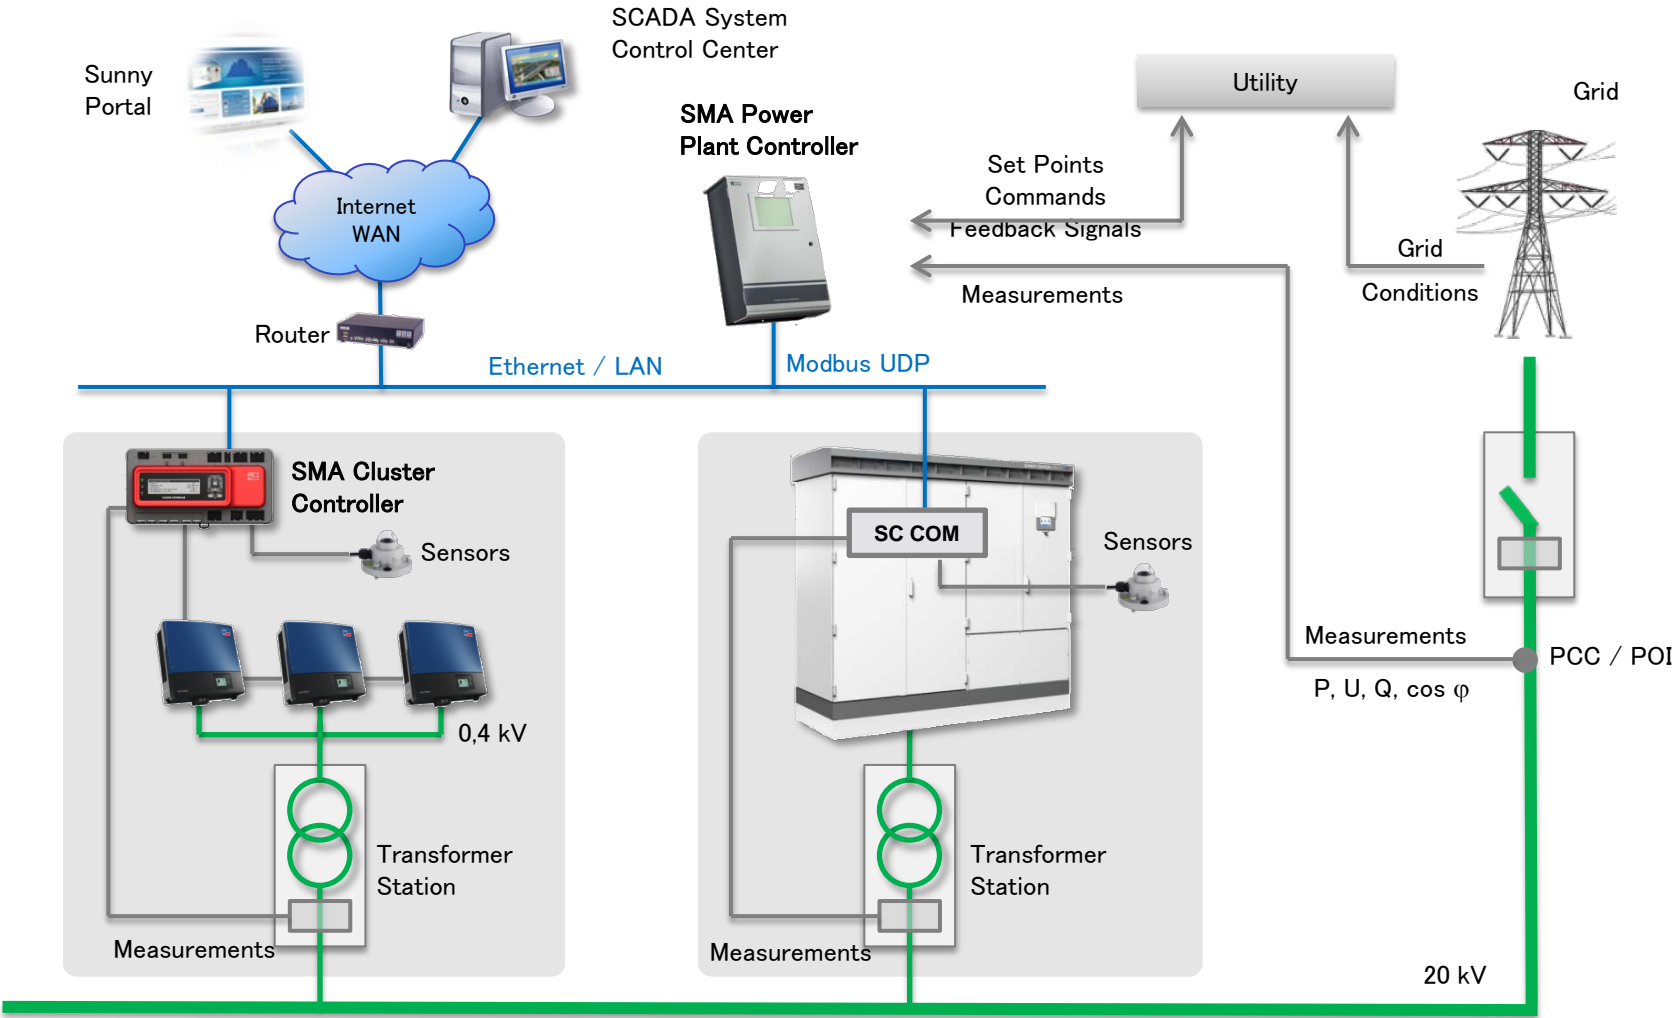 SCADA System
Control Center
Sunny
Portal
Utility
Grid
SMA Power
Plant Controller
Set Points
Commands
Feedback Signals
Internet
WAN
Grid
Conditions
Measurements
Router
Ethernet / LAN
Modbus UDP
SMA Cluster
Controller
Sensors
SC COM
Sensors
Measurements
PCC / POI
P, U, Q, cos φ
0,4 kV
Transformer
Station
Transformer
Station
Measurements
Measurements
20 kV